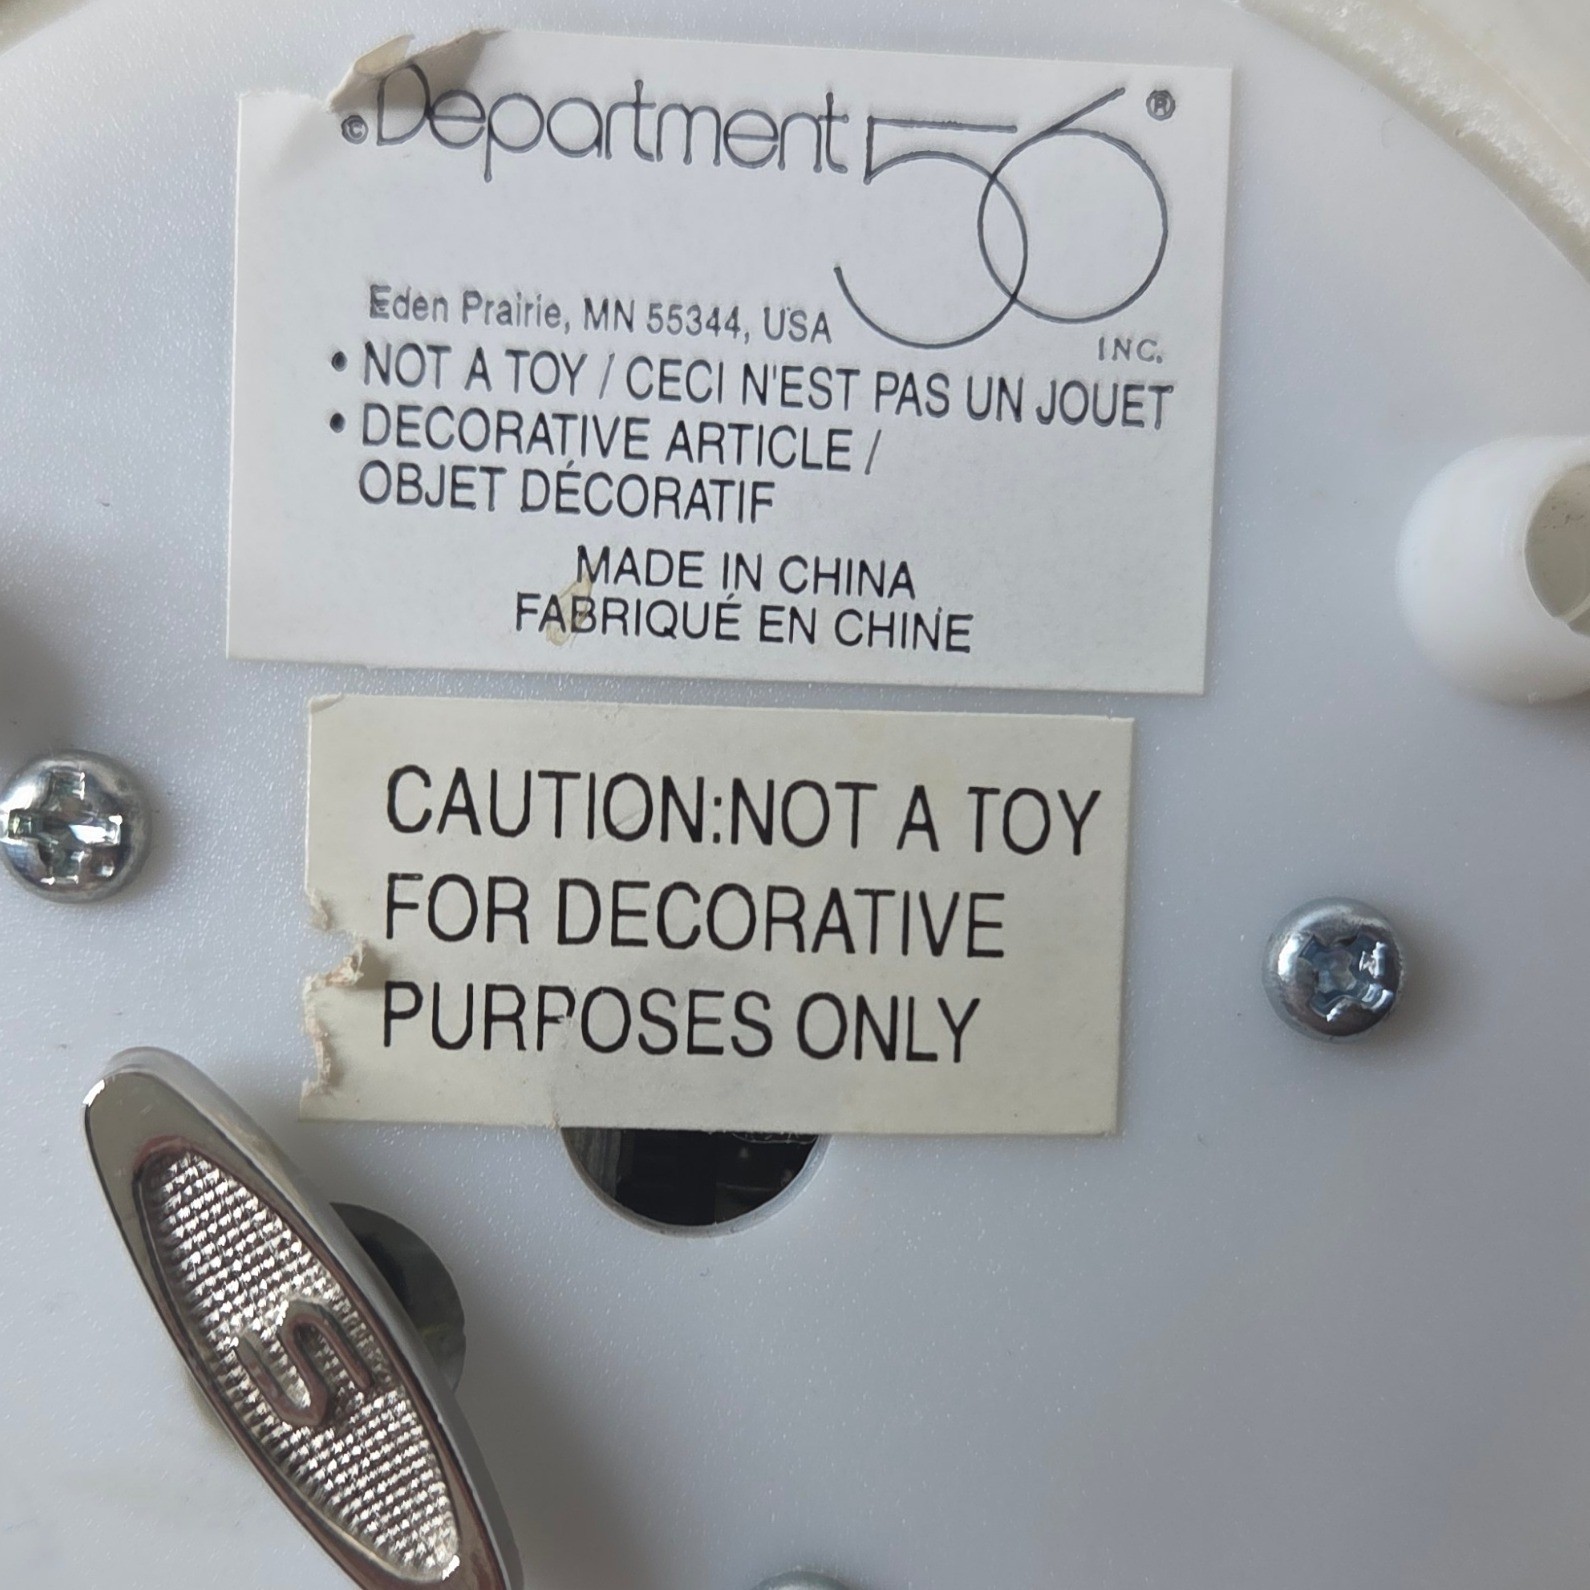 ©Department 56®
INC.
Eden Prairie, MN 55344, USA
• NOT A TOY / CECI N'EST PAS UN JOUET
• DECORATIVE ARTICLE /
OBJET DÉCORATIF
MADE IN CHINA
FABRIQUÉ EN CHINE
CAUTION:NOT A TOY
FOR DECORATIVE
PURPOSES ONLY
S